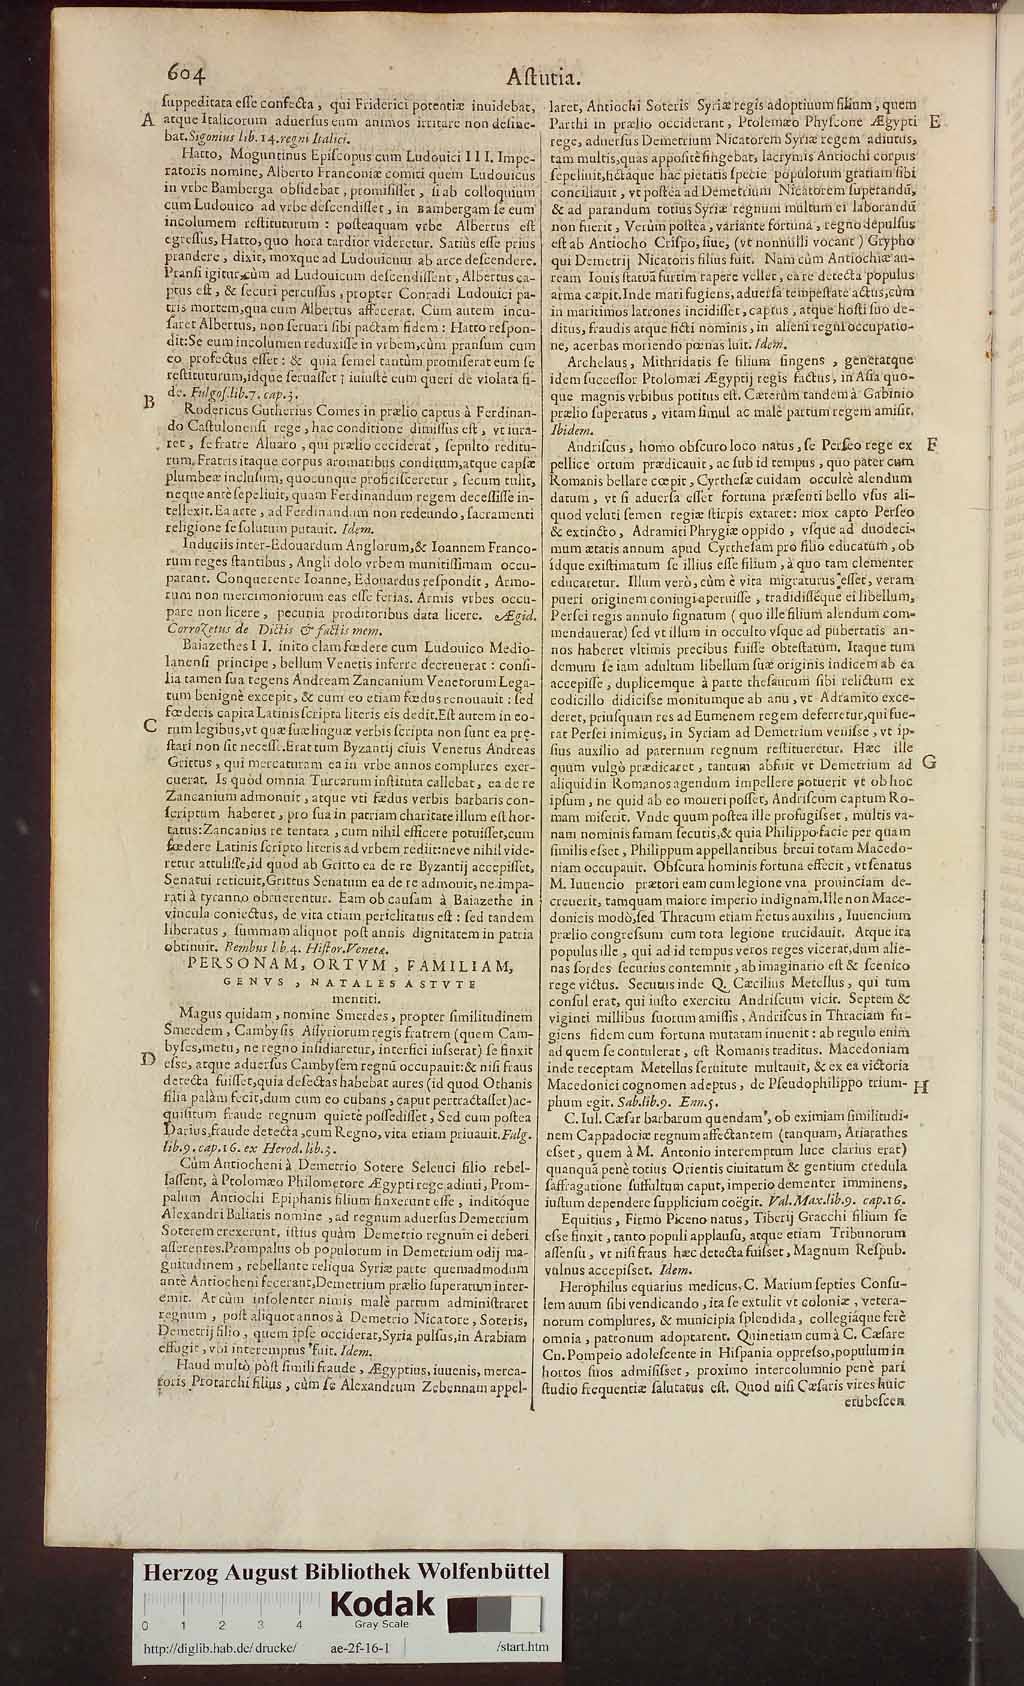 604
Aſtutia.
ſuppeditata eſſe confecta, qui Friderici potentiæ inuidebat,
A atque Italicorum aduerſus eum animos irritare non deſine-
bat. Sigonius lib. 14. regni Italici.
Hatto, Moguntinus Epiſcopus cum Ludouici III. Impe-
ratoris nomine, Alberto Franconiæ comiti quem Ludouicus
in vrbe Bamberga obſidebat, promiſiſſet, ſi ab colloquium
cum Ludouico ad vrbe deſcendiſſet, in Bambergam ſe eum
incolumem reſtituturum: poſteaquam vrbe Albertus eſt
egreſſus, Hatto, quo hora tardior videretur. Satiùs eſſe prius
prandere, dixit, moxque ad Ludouicum ab arce deſcendere.
Pranſi igitur, cùm ad Ludouicum deſcendiſſent, Albertus ca-
ptus eſt, & ſecuri percuſſus, propter Conradi Ludouici pa-
tris mortem, qua eum Albertus affecerat. Cùm autem incu-
ſaret Albertus, non ſeruari ſibi pactam fidem: Hatto reſpon-
dit: Se eum incolumen reduxiſſe in vrbem, cùm pranſum cum
eo profectus eſſet: & quia ſemel tantùm promiſerat eum ſe
reſtituturum, idque ſeruaſſet; iniuſtè eum queri de violata fi-
B de. Fulgoſ. lib. 7. cap. 3.
Rodericus Gutherius Comes in prælio captus à Ferdinan-
do Caſtulonenſi rege, hac conditione dimiſſus eſt, vt iura-
ret, ſe fratre Aluaro, qui prælio ceciderat, ſepulto reditu-
rum. Fratris itaque corpus aromatibus conditum, atque capſæ
plumbeæ incluſum, quocunque proficiſceretur, ſecum tulit,
neque antè ſepeliuit, quam Ferdinandum regem deceſſiſſe in-
tellexit. Ea arte, ad Ferdinandum non redeundo, ſacramenti
religione ſe ſolutum putauit. Idem.
Induciis inter Edouardum Anglorum, & Ioannem Franco-
rum reges ſtantibus, Angli dolo vrbem munitiſſimam occu-
parant. Conquerente Ioanne, Edouardus reſpondit, Armo-
rum non mercimoniorum eas eſſe ferias. Armis vrbes occu-
pare non licere, pecunia proditoribus data licere. Ægid.
Corrozetus de Dictis & factis mem.
Baiazethes II. inito clam fœdere cum Ludouico Medio-
lanenſi principe, bellum Venetis inferre decreuerat: conſi-
lia tamen ſua tegens Andream Zancanium Venetorum Lega-
tum benignè excepit, & cum eo etiam fœdus renouauit: ſed
fœderis capita Latinis ſcripta literis eis dedit. Eſt autem in eo-
C rum legibus, vt quæ ſuæ linguæ verbis ſcripta non ſunt ea præ-
ſtari non ſit neceſſe. Erat tum Byzantij ciuis Venetus Andreas
Grittus, qui mercaturam ea in vrbe annos complures exer-
cuerat. Is quòd omnia Turcarum inſtituta callebat, ea de re
Zancanium admonuit, atque vti fœdus verbis barbaris con-
ſcriptum haberet, pro ſua in patriam charitate illum eſt hor-
tatus: Zancanius re tentata, cum nihil efficere potuiſſet, cum
fœdere Latinis ſcripto literis ad vrbem rediit: neve nihil vide-
retur attuliſſe, id quod ab Gritto ea de re Byzantij accepiſſet,
Senatui reticuit, Grittus Senatum ea de re admouit, ne impa-
rati à tyranno obruerentur. Eam ob cauſam à Baiazethe in
vincula coniectus, de vita etiam periclitatus eſt: ſed tandem
liberatus, ſummam aliquot poſt annis dignitatem in patria
obtinuit. Bembus lib. 4. Hiſtor. Venetæ.
PERSONAM, ORTVM, FAMILIAM,
GENVS, NATALES ASTVTE
mentiti.
Magus quidam, nomine Smerdes, propter ſimilitudinem
Smerdem, Cambyſis Aſſyriorum regis fratrem (quem Cam-
byſes, metu, ne regno inſidiaretur, interfici iuſſerat) ſe finxit
D eſſe, atque aduerſus Cambyſem regnū occupauit: & niſi fraus
detecta fuiſſet, quia deſectas habebat aures (id quod Othanis
filia palàm fecit, dum cum eo cubans, caput pertractaſſet) ac-
quiſitum fraude regnum quietè poſſediſſet, Sed cum poſtea
Darius, fraude detecta, cum Regno, vita etiam priuauit. Fulg.
lib. 9. cap. 16. ex Herod. lib. 3.
Cùm Antiocheni à Demetrio Sotere Seleuci filio rebel-
laſſent, à Ptolomæo Philometore Ægypti rege adiuti, Prom-
palum Antiochi Epiphanis filium finxerunt eſſe, inditóque
Alexandri Baliatis nomine, ad regnum aduerſus Demetrium
Soterem erexerunt, iſtius quàm Demetrio regnum ei deberi
aſſerentes. Prompalus ob populorum in Demetrium odij ma-
gnitudinem, rebellante reliqua Syriæ parte quemadmodum
antè Antiocheni fecerant, Demetrium prælio ſuperatum inter-
emit. At cùm inſolenter nimis malè partum adminiſtraret
regnum, poſt aliquot annos à Demetrio Nicatore, Soteris,
Demetrij filio, quem ipſe occiderat, Syria pulſus, in Arabiam
effugit, vbi interemptus fuit. Idem.
Haud multò pòſt ſimili fraude, Ægyptius, iuuenis, merca-
toris Protarchi filius, cùm ſe Alexandrum Zebennam appel-
laret, Antiochi Soteris Syriæ regis adoptiuum filium, quem
Parthi in prælio occiderant, Ptolemæo Phyſcone Ægypti E
rege, aduerſus Demetrium Nicatorem Syriæ regem adiutus,
tam multis, quas appoſitè fingebat, lacrymis Antiochi corpus
ſepeliuit, fictáque hac pietatis ſpecie populorum gratiam ſibi
conciliauit, vt poſtea ad Demetrium Nicatorem ſuperandū,
& ad parandum totius Syriæ regnum multum ei laborandū
non fuerit, Verùm poſtea, variante fortuna, regno depulſus
eſt ab Antiocho Criſpo, ſiue, (vt nonnulli vocant) Grypho
qui Demetrij Nicatoris filius fuit. Nam cùm Antiochiæ au-
ream Iouis ſtatuā furtim rapere vellet, ea re detecta populus
arma cæpit. Inde mari fugiens, aduerſa tempeſtate actus, cùm
in maritimos latrones incidiſſet, captus, atque hoſti ſuo de-
ditus, fraudis atque ficti nominis, in alieni regni occupatio-
ne, acerbas moriendo pœnas luit. Idem.
Archelaus, Mithridatis ſe filium fingens, generatque
idem ſucceſſor Ptolomæi Ægyptij regis factus, in Aſia quo-
que magnis vrbibus potitus eſt. Cæterùm tandem à Gabinio
prælio ſuperatus, vitam ſimul ac malè partum regem amiſit.
Ibidem.
Andriſcus, homo obſcuro loco natus, ſe Perſeo rege ex F
pellice ortum prædicauit, ac ſub id tempus, quo pater cum
Romanis bellare cœpit, Cyrtheſæ cuidam occultè alendum
datum, vt ſi aduerſa eſſet fortuna præſenti bello vſus ali-
quod veluti ſemen regiæ ſtirpis extaret: mox capto Perſeo
& extincto, Adramiti Phrygiæ oppido, vſque ad duodeci-
mum ætatis annum apud Cyrtheſam pro filio educatum, ob
idque exiſtimatum ſe illius eſſe filium, à quo tam clementer
educaretur. Illum verò, cùm è vita migraturus eſſet, veram
pueri originem coniugi aperuiſſe, tradidiſſéque ei libellum,
Perſei regis annulo ſignatum (quo ille filium alendum com-
mendauerat) ſed vt illum in occulto vſque ad pubertatis an-
nos haberet vltimis precibus fuiſſe obteſtatum. Itaque tum
demum ſe iam adultum libellum ſuæ originis indicem ab ea
accepiſſe, duplicemque à parte theſaurum ſibi relictum ex
codicillo didiciſse monitumque ab anu, vt Adramito exce-
deret, priuſquam res ad Eumenem regem deferretur, qui fue-
rat Perſei inimicus, in Syriam ad Demetrium veniſse, vt ip-
ſius auxilio ad paternum regnum reſtitueretur. Hæc ille
quum vulgò prædicaret, tantum abfuit vt Demetrium ad G
aliquid in Romanos agendum impellere potuerit vt ob hoc
ipſum, ne quid ab eo moueri poſſet, Andriſcum captum Ro-
mam miſerit. Vnde quum poſtea ille profugiſset, multis va-
nam nominis famam ſecutis, & quia Philippo facie per quam
ſimilis eſset, Philippum appellantibus breui totam Macedo-
niam occupauit. Obſcura hominis fortuna effecit, vt ſenatus
M. Iuuencio prætori eam cum legione vna prouinciam de-
creuerit, tamquam maiore imperio indignam. Ille non Mace-
donicis modò, ſed Thracum etiam fretus auxiliis, Iuuencium
prælio congreſsum cum tota legione trucidauit. Atque ita
populus ille, qui ad id tempus veros reges vicerat, dum alie-
nas ſordes ſecurius contemnit, ab imaginario eſt & ſcenico
rege victus. Secutus inde Q. Cæcilius Metellus, qui tum
conſul erat, qui iuſto exercitu Andriſcum vicit. Septem &
viginti millibus ſuorum amiſſis, Andriſcus in Thraciam fu-
giens fidem cum fortuna mutatam inuenit: ab regulo enim
ad quem ſe contulerat, eſt Romanis traditus. Macedoniam
inde receptam Metellus ſeruitute multauit, & ex ea victoria
Macedonici cognomen adeptus, de Pſeudophilippo trium- H
phum egit. Sab. lib. 9. Ean. 5.
C. Iul. Cæſar barbarum quendam, ob eximiam ſimilitudi-
nem Cappadociæ regnum affectantem (tanquam, Ariarathes
eſset, quem à M. Antonio interemptum luce clarius erat)
quanquā penè totius Orientis ciuitatum & gentium credula
ſaffragatione ſuffultum caput, imperio dementer imminens,
iuſtum dependere ſupplicium coëgit. Val. Max. lib. 9. cap. 16.
Equitius, Firmo Piceno natus, Tiberij Gracchi filium ſe
eſse finxit, tanto populi applauſu, atque etiam Tribunorum
aſſenſu, vt niſi fraus hæc detecta fuiſset, Magnum Reſpub.
vulnus accepiſset. Idem.
Herophilus equarius medicus, C. Marium ſepties Conſu-
lem auum ſibi vendicando, ita ſe extulit vt coloniæ, vetera-
norum complures, & municipia ſplendida, collegiáque ferè
omnia, patronum adoptarent. Quinetiam cum à C. Cæſare
Cn. Pompeio adoleſcente in Hiſpania oppreſso, populum in
hortos ſuos admiſiſset, proximo intercolumnio penè pari
ſtudio frequentiæ ſalutatus eſt. Quod niſi Cæſaris vires huic
erubeſcen
Herzog August Bibliothek Wolfenbüttel
0 1 2 3 4
Kodak
Gray Scale
http://diglib.hab.de/drucke/ ae-2f-16-1 /start.htm